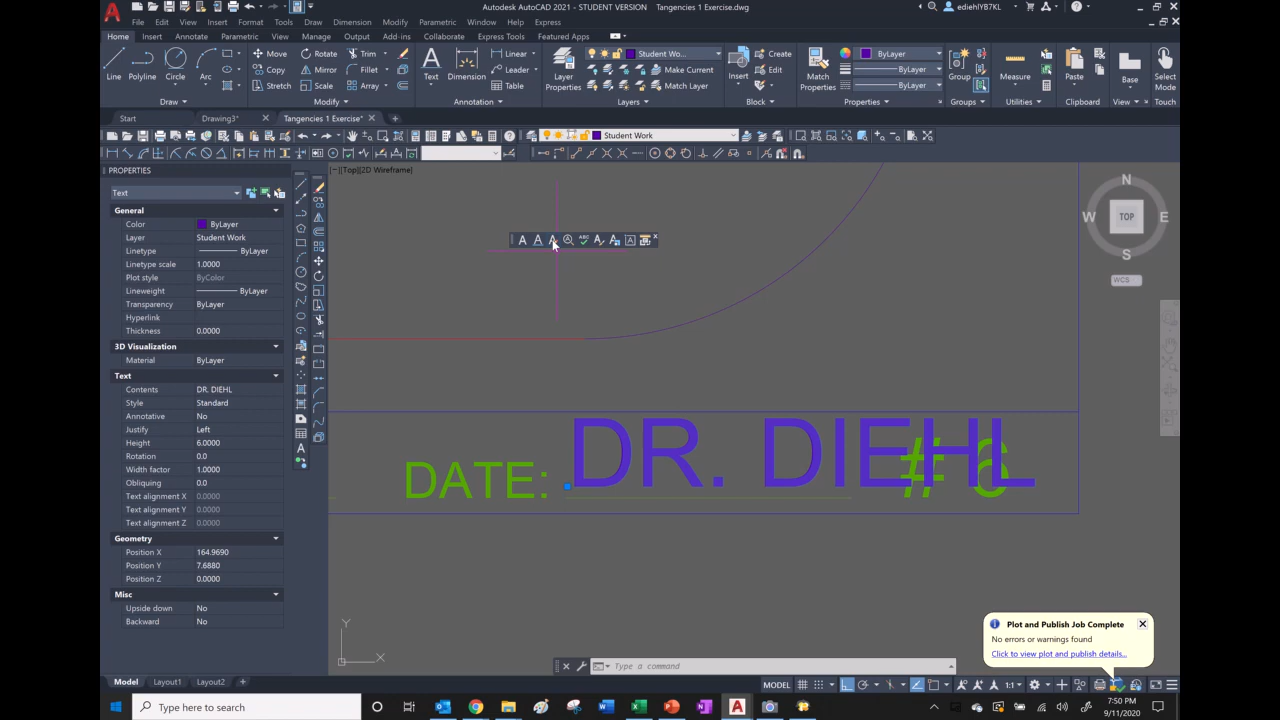 Autodesk AutoCAD 2021 - STUDENT VERSION Tangencies 1 Exercise.dwg
ediehlYB7KL
File Edit View Insert Format Tools Draw Dimension Modify Parametric Window Help Express
Home Insert Annotate Parametric View Manage Output Add-ins Collaborate Express Tools Featured Apps
Line Polyline Circle Arc
Move Rotate Trim
Copy Mirror Fillet
Stretch Scale Array
Text Dimension
Linear
Leader
Table
Layer Properties
Student Wo...
Make Current
Match Layer
Insert
Create
Edit
Match Properties
ByLayer
ByLayer
ByLayer
Group
Measure
Paste
Base
Select Mode
Draw Modify Annotation Layers Block Properties Groups Utilities Clipboard View Touch
Start Drawing3* Tangencies 1 Exercise*
Student Work
PROPERTIES
[−][Top][2D Wireframe]
Text
General
Color ByLayer
Layer Student Work
Linetype ByLayer
Linetype scale 1.0000
Plot style ByColor
Lineweight ByLayer
Transparency ByLayer
Hyperlink
Thickness 0.0000
3D Visualization
Material ByLayer
Text
Contents DR. DIEHL
Style Standard
Annotative No
Justify Left
Height 6.0000
Rotation 0.0
Width factor 1.0000
Obliquing 0.0
Text alignment X 0.0000
Text alignment Y 0.0000
Text alignment Z 0.0000
Geometry
Position X 164.9690
Position Y 7.6880
Position Z 0.0000
Misc
Upside down No
Backward No
N
W TOP E
S
WCS
DATE: DR. DIEHL # 6
Y
X
Plot and Publish Job Complete
No errors or warnings found
Click to view plot and publish details...
Type a command
Model Layout1 Layout2
MODEL 1:1
Type here to search
7:50 PM
9/11/2020